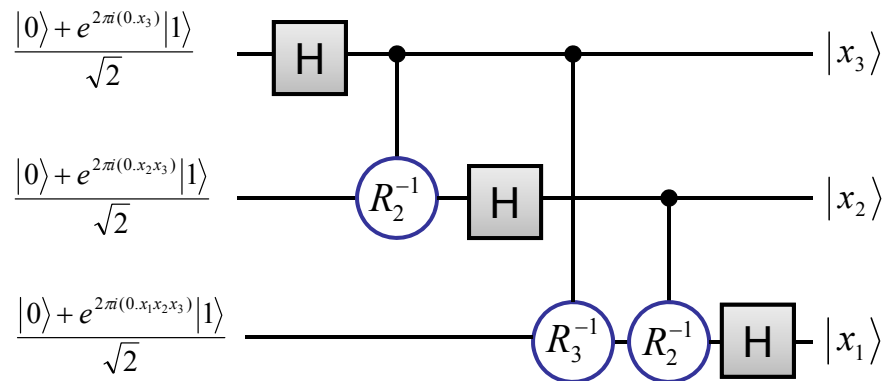 |0⟩ + e^{2πi(0.x_3)}|1⟩ / √2 H |x_3⟩
|0⟩ + e^{2πi(0.x_2x_3)}|1⟩ / √2 R_2^{-1} H |x_2⟩
|0⟩ + e^{2πi(0.x_1x_2x_3)}|1⟩ / √2 R_3^{-1} R_2^{-1} H |x_1⟩